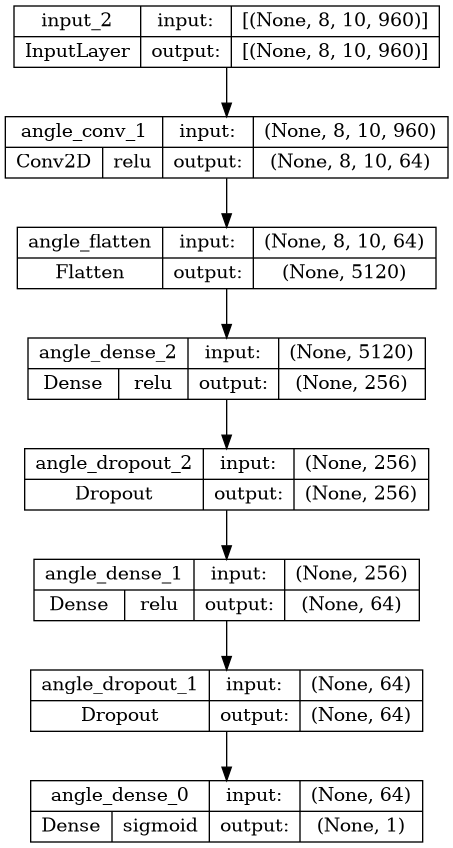 input_2 input: [(None, 8, 10, 960)]
InputLayer output: [(None, 8, 10, 960)]
angle_conv_1 input: (None, 8, 10, 960)
Conv2D relu output: (None, 8, 10, 64)
angle_flatten input: (None, 8, 10, 64)
Flatten output: (None, 5120)
angle_dense_2 input: (None, 5120)
Dense relu output: (None, 256)
angle_dropout_2 input: (None, 256)
Dropout output: (None, 256)
angle_dense_1 input: (None, 256)
Dense relu output: (None, 64)
angle_dropout_1 input: (None, 64)
Dropout output: (None, 64)
angle_dense_0 input: (None, 64)
Dense sigmoid output: (None, 1)